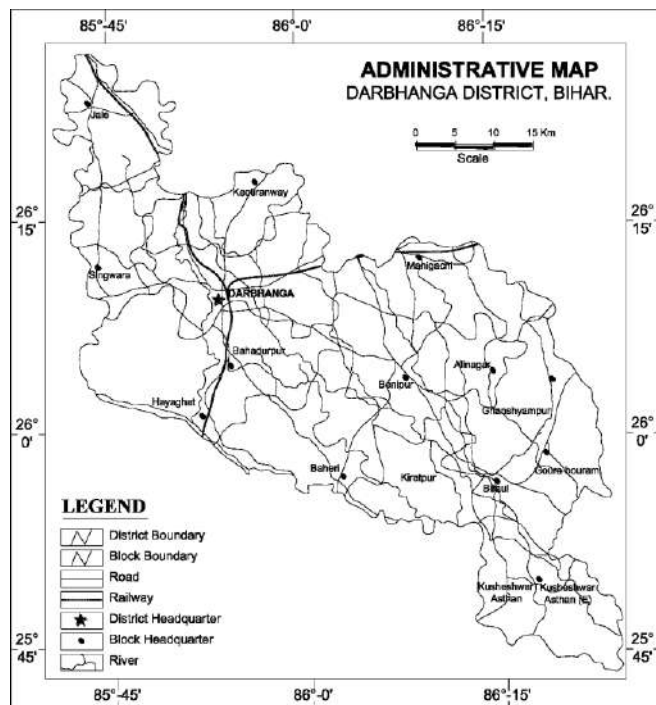 85°-45'
86°-0'
86°-15'
ADMINISTRATIVE MAP
DARBHANGA DISTRICT, BIHAR.
0 5 10 15 Km
Scale
Jale
26°
15'
26°
15'
Singwara
Manigachi
DARBHANGA
Bahadurpur
Alinagar
Benipur
Hayaghat
Ghaoshyampur
26°
0'
26°
0'
Baheri
Kiratpur
Biraul
LEGEND
District Boundary
Block Boundary
Road
Railway
District Headquarter
Block Headquarter
River
Kusheshwar
Asthan
Kusheshwar
Asthan (E)
25°
45'
25°
45'
85°-45'
86°-0'
86°-15'